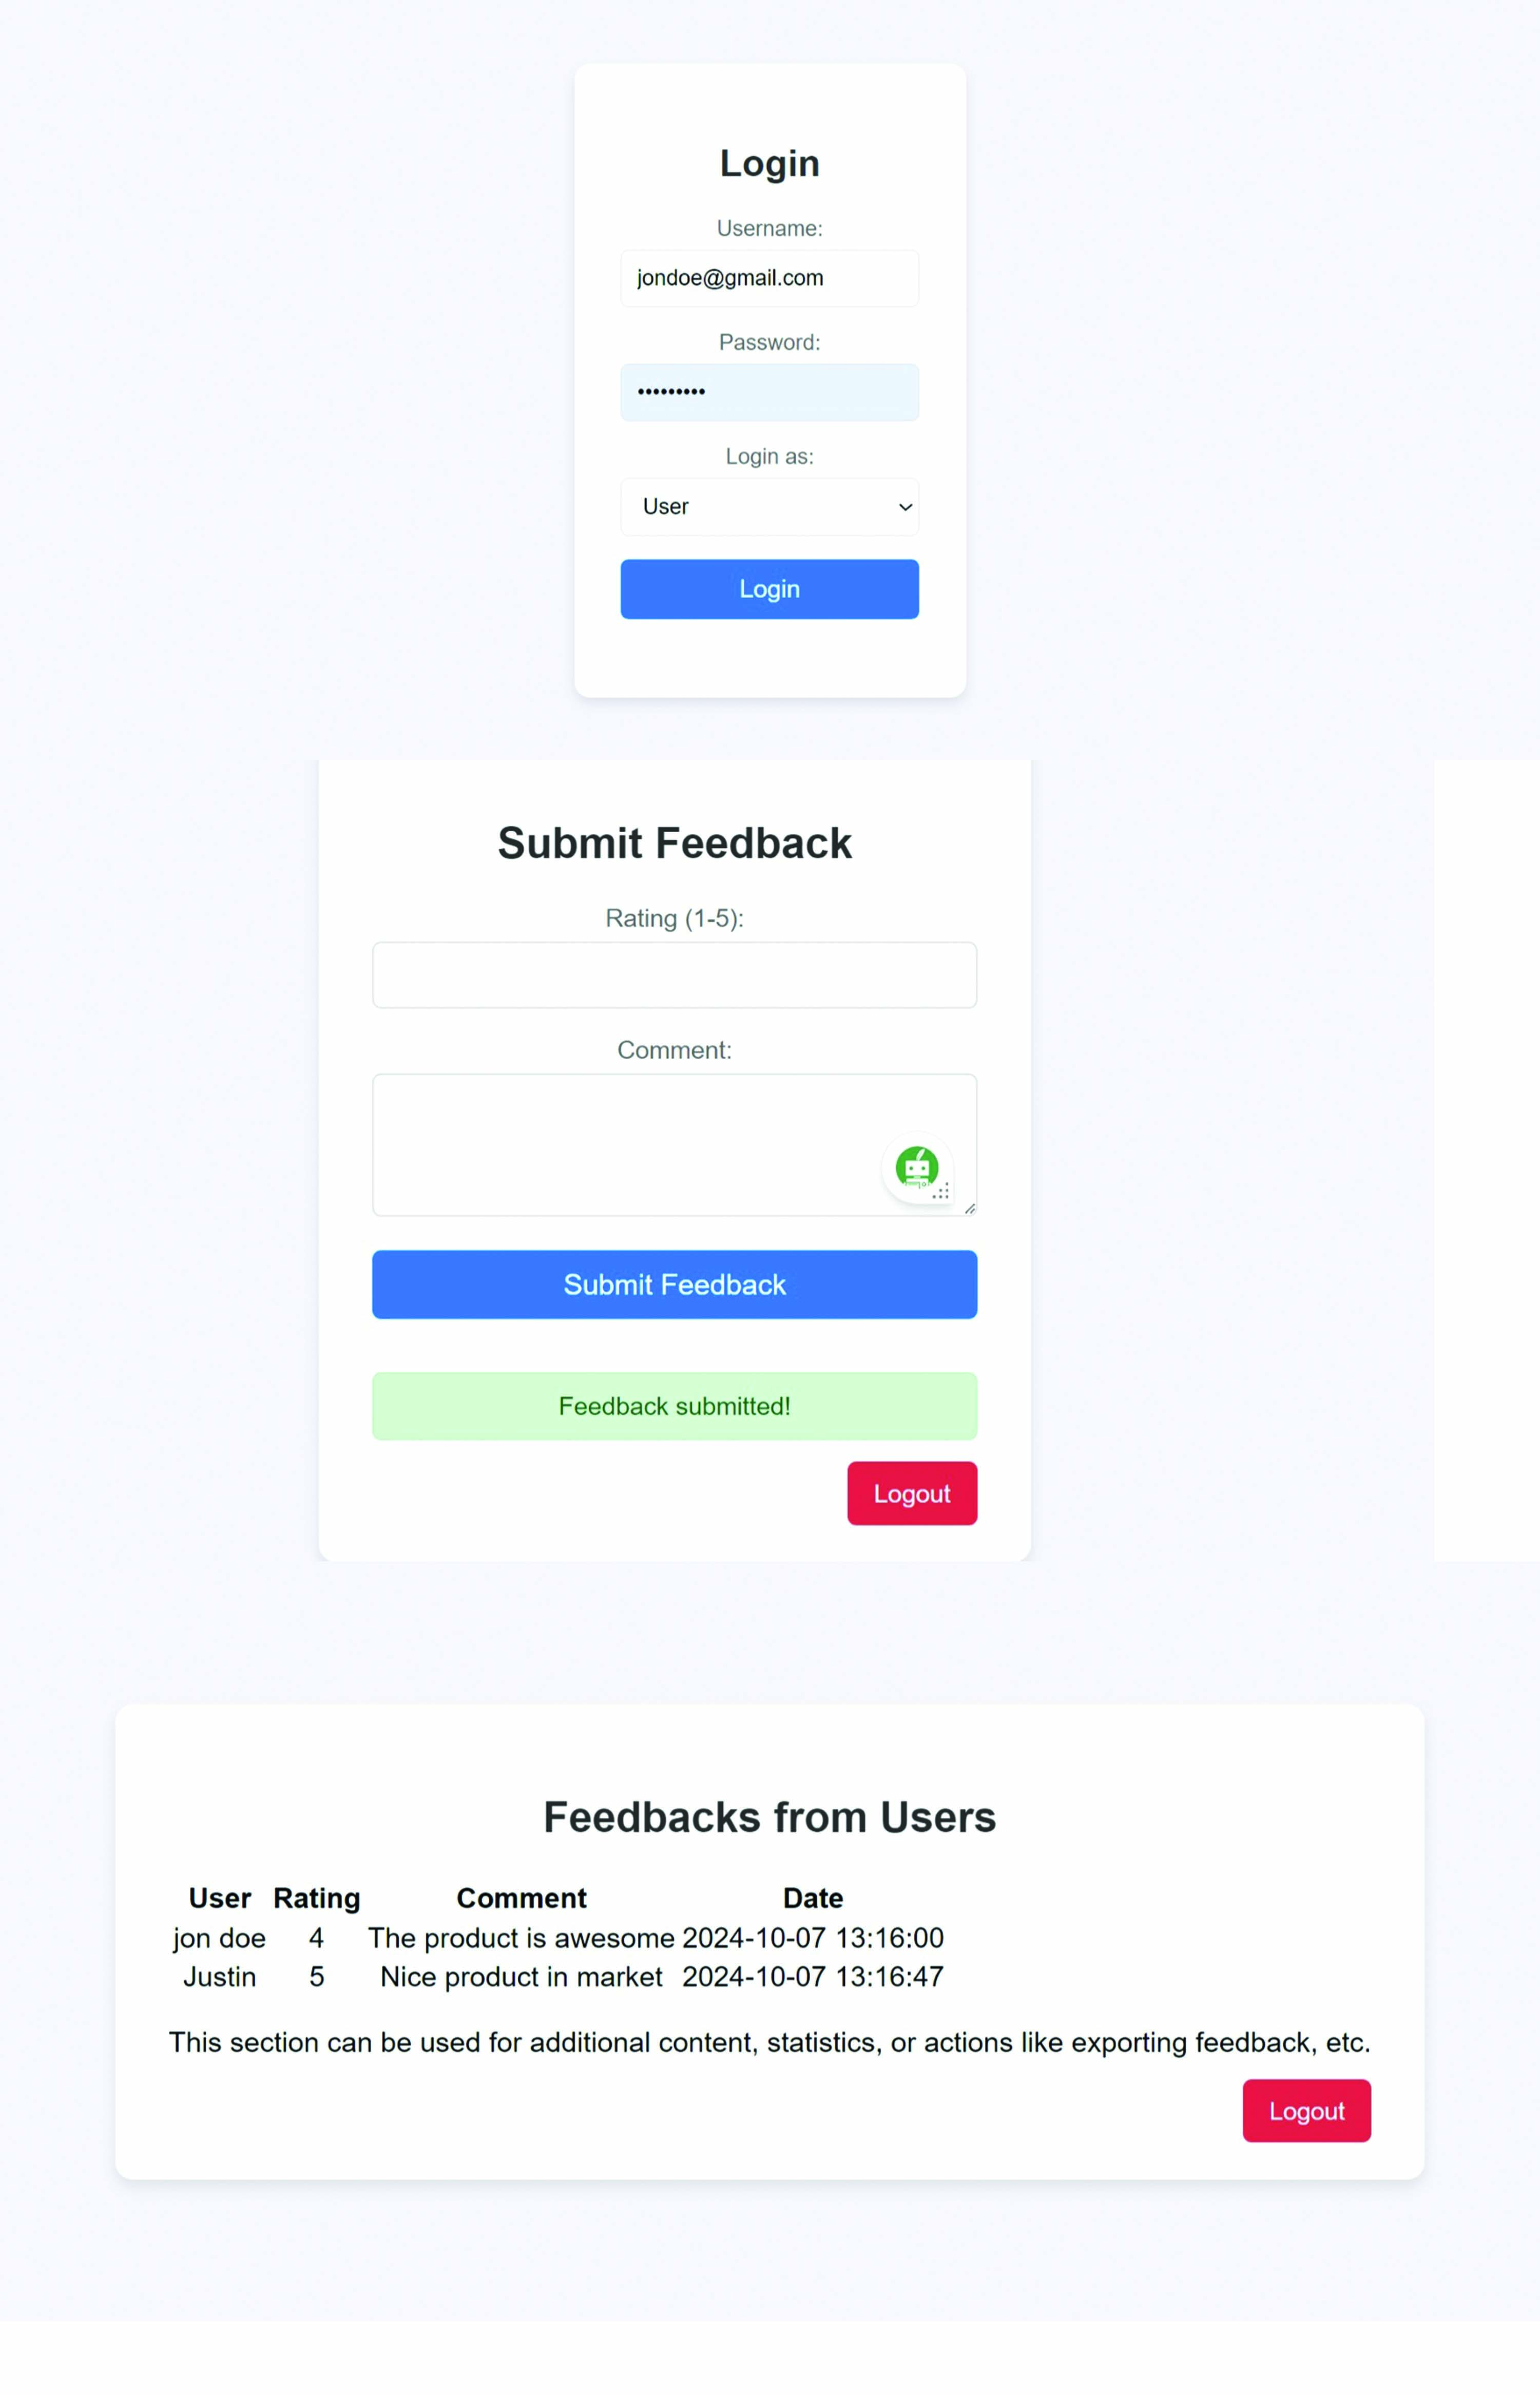 Login
Username:
jondoe@gmail.com
Password:
•••••••••
Login as:
User
Login
Submit Feedback
Rating (1-5):
Comment:
Submit Feedback
Feedback submitted!
Logout
Feedbacks from Users
User Rating Comment Date
jon doe 4 The product is awesome 2024-10-07 13:16:00
Justin 5 Nice product in market 2024-10-07 13:16:47
This section can be used for additional content, statistics, or actions like exporting feedback, etc.
Logout